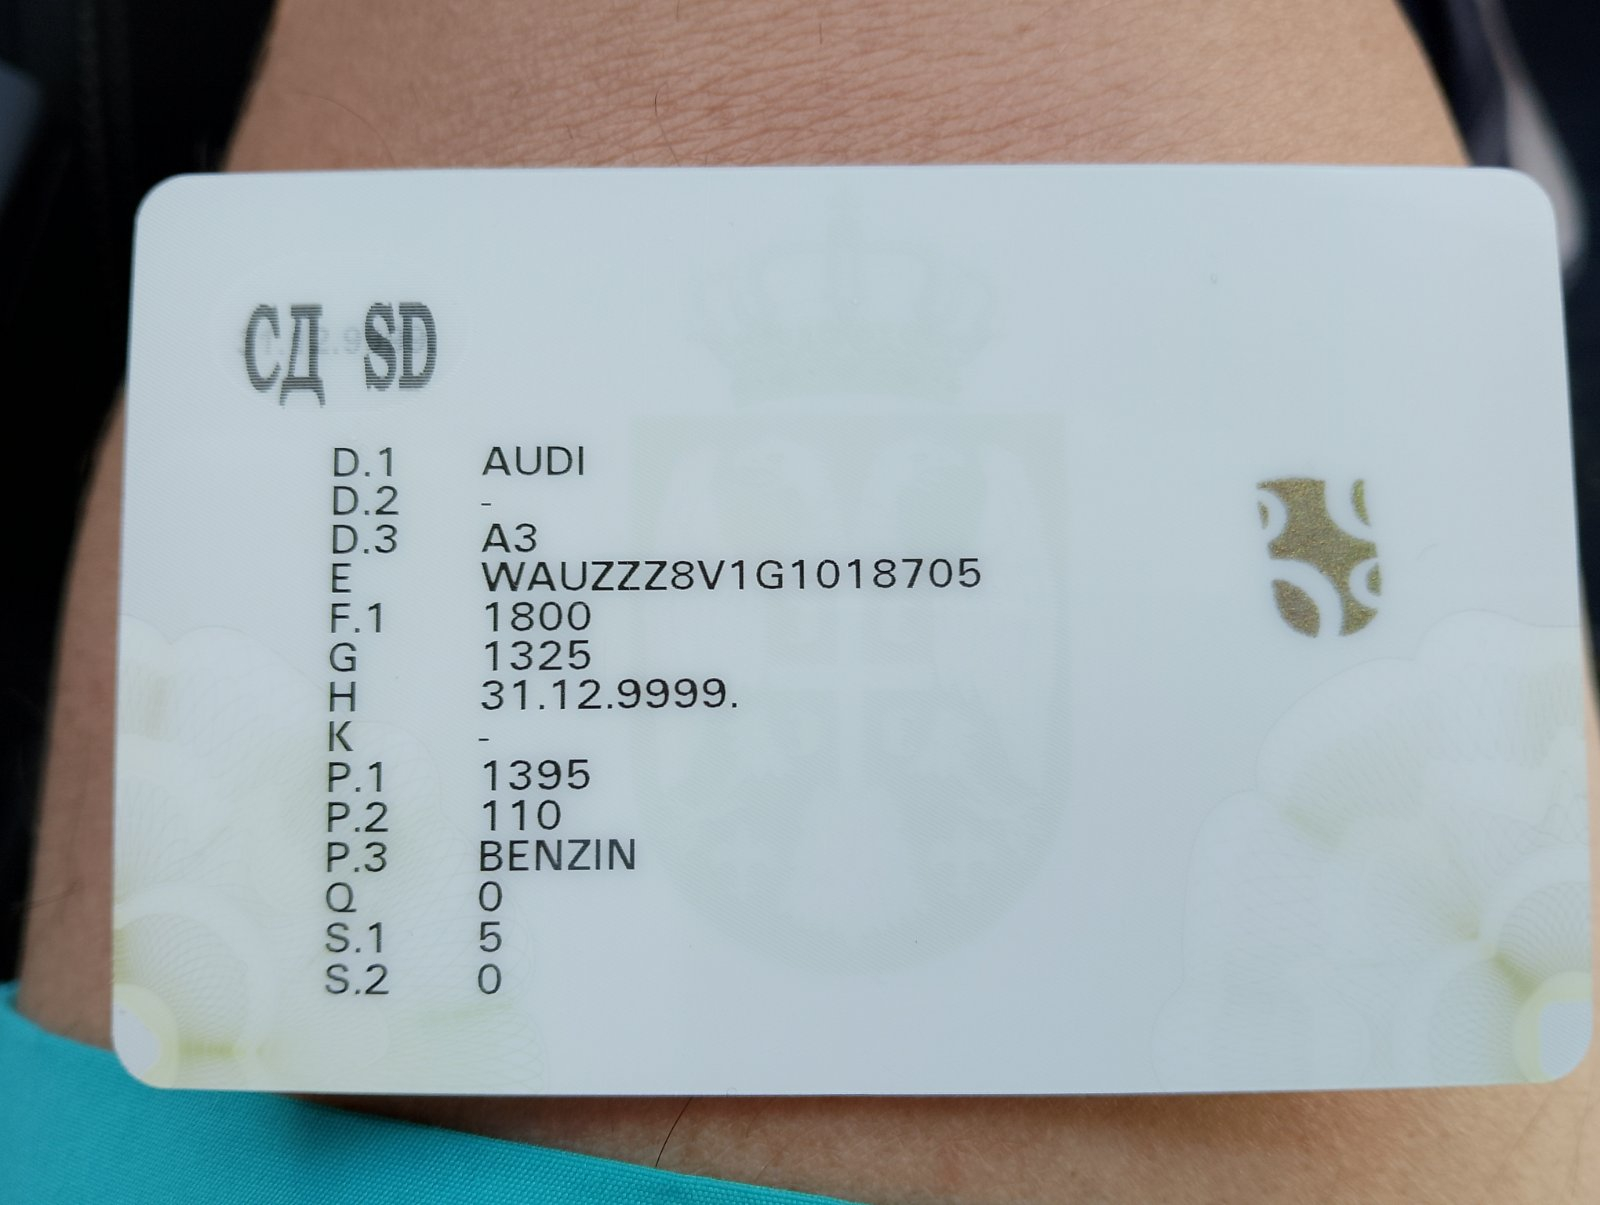 СД SD
D.1 AUDI
D.2 -
D.3 A3
E WAUZZZ8V1G1018705
F.1 1800
G 1325
H 31.12.9999.
K -
P.1 1395
P.2 110
P.3 BENZIN
Q 0
S.1 5
S.2 0